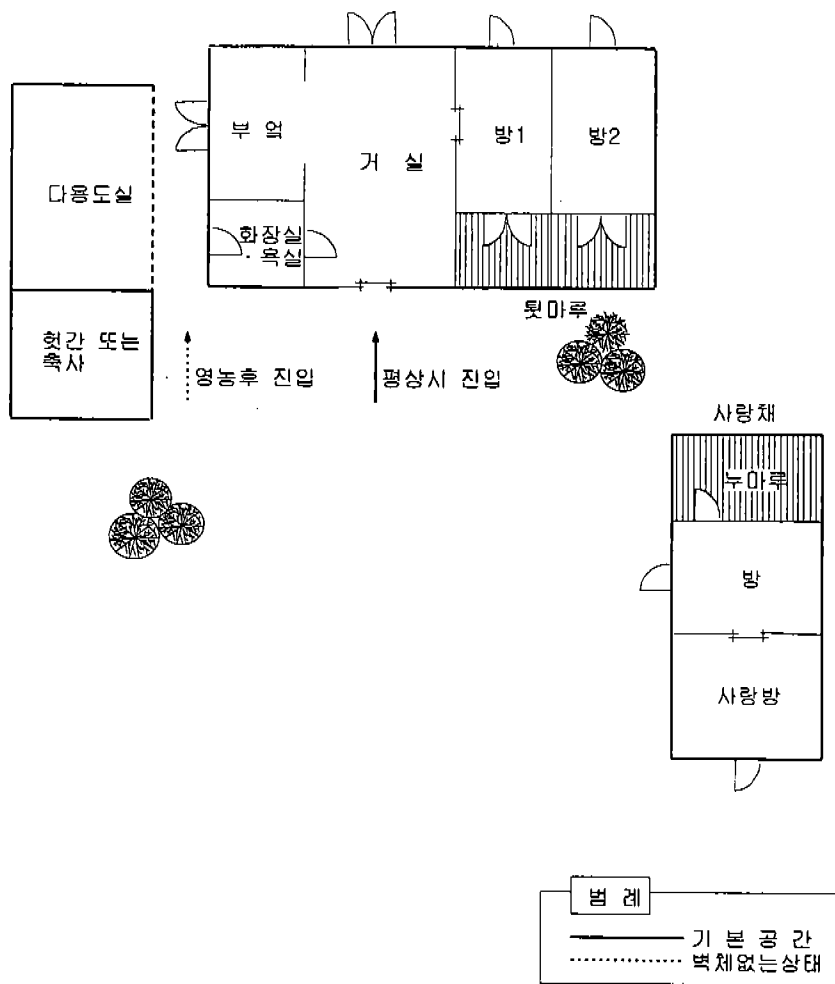 부 엌
방1
방2
거 실
다용도실
화장실
· 욕실
툇마루
헛간 또는
축사
영농후 진입
평상시 진입
사랑채
누마루
방
사랑방
범 례
기 본 공 간
벽체없는상태